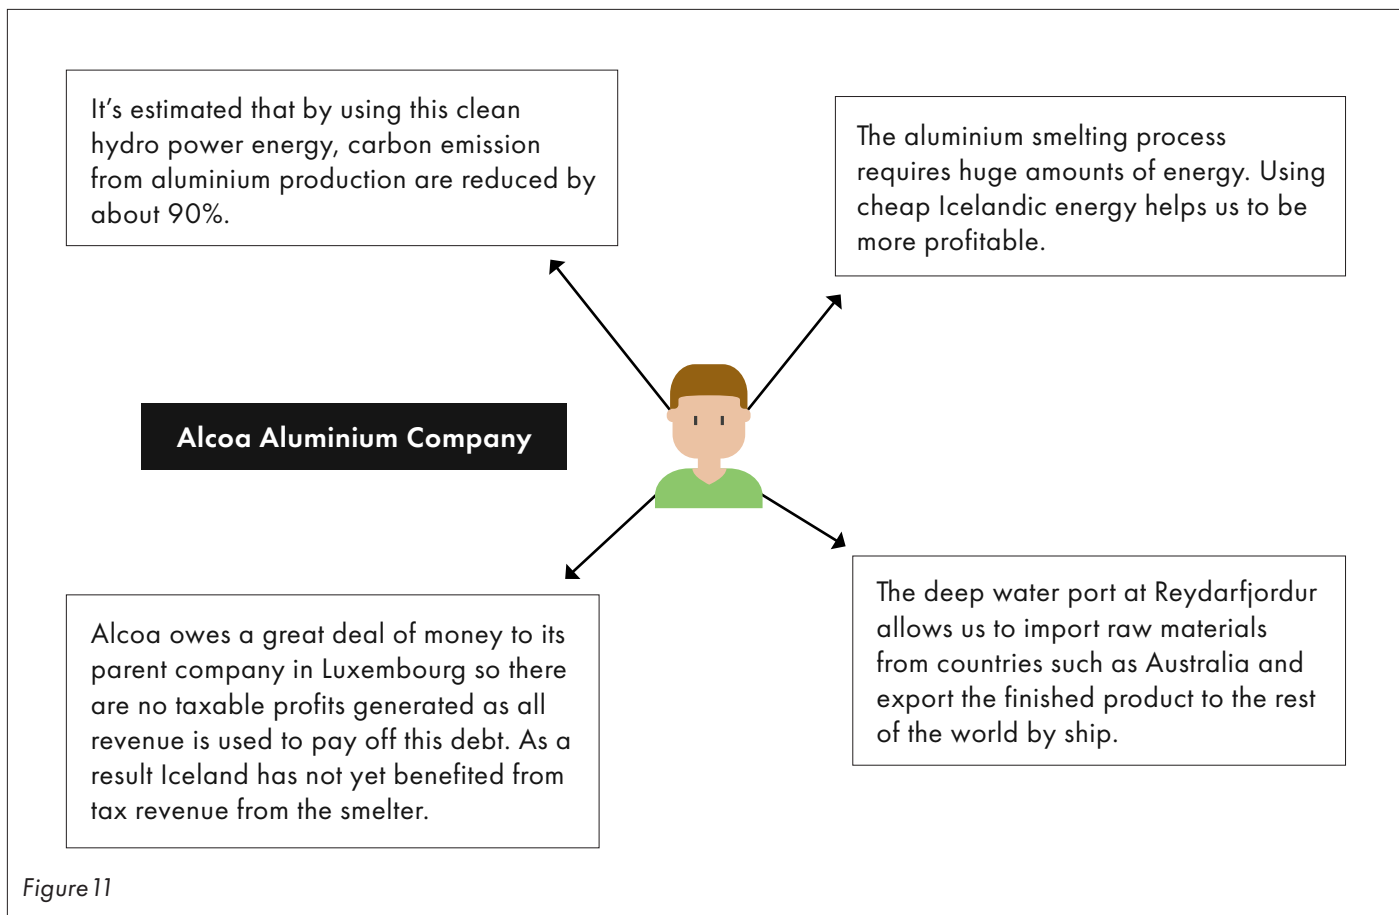 It's estimated that by using this clean
hydro power energy, carbon emission
from aluminium production are reduced by
about 90%.
The aluminium smelting process
requires huge amounts of energy. Using
cheap Icelandic energy helps us to be
more profitable.
Alcoa Aluminium Company
Alcoa owes a great deal of money to its
parent company in Luxembourg so there
are no taxable profits generated as all
revenue is used to pay off this debt. As a
result Iceland has not yet benefited from
tax revenue from the smelter.
The deep water port at Reydarfjordur
allows us to import raw materials
from countries such as Australia and
export the finished product to the rest
of the world by ship.
Figure 11